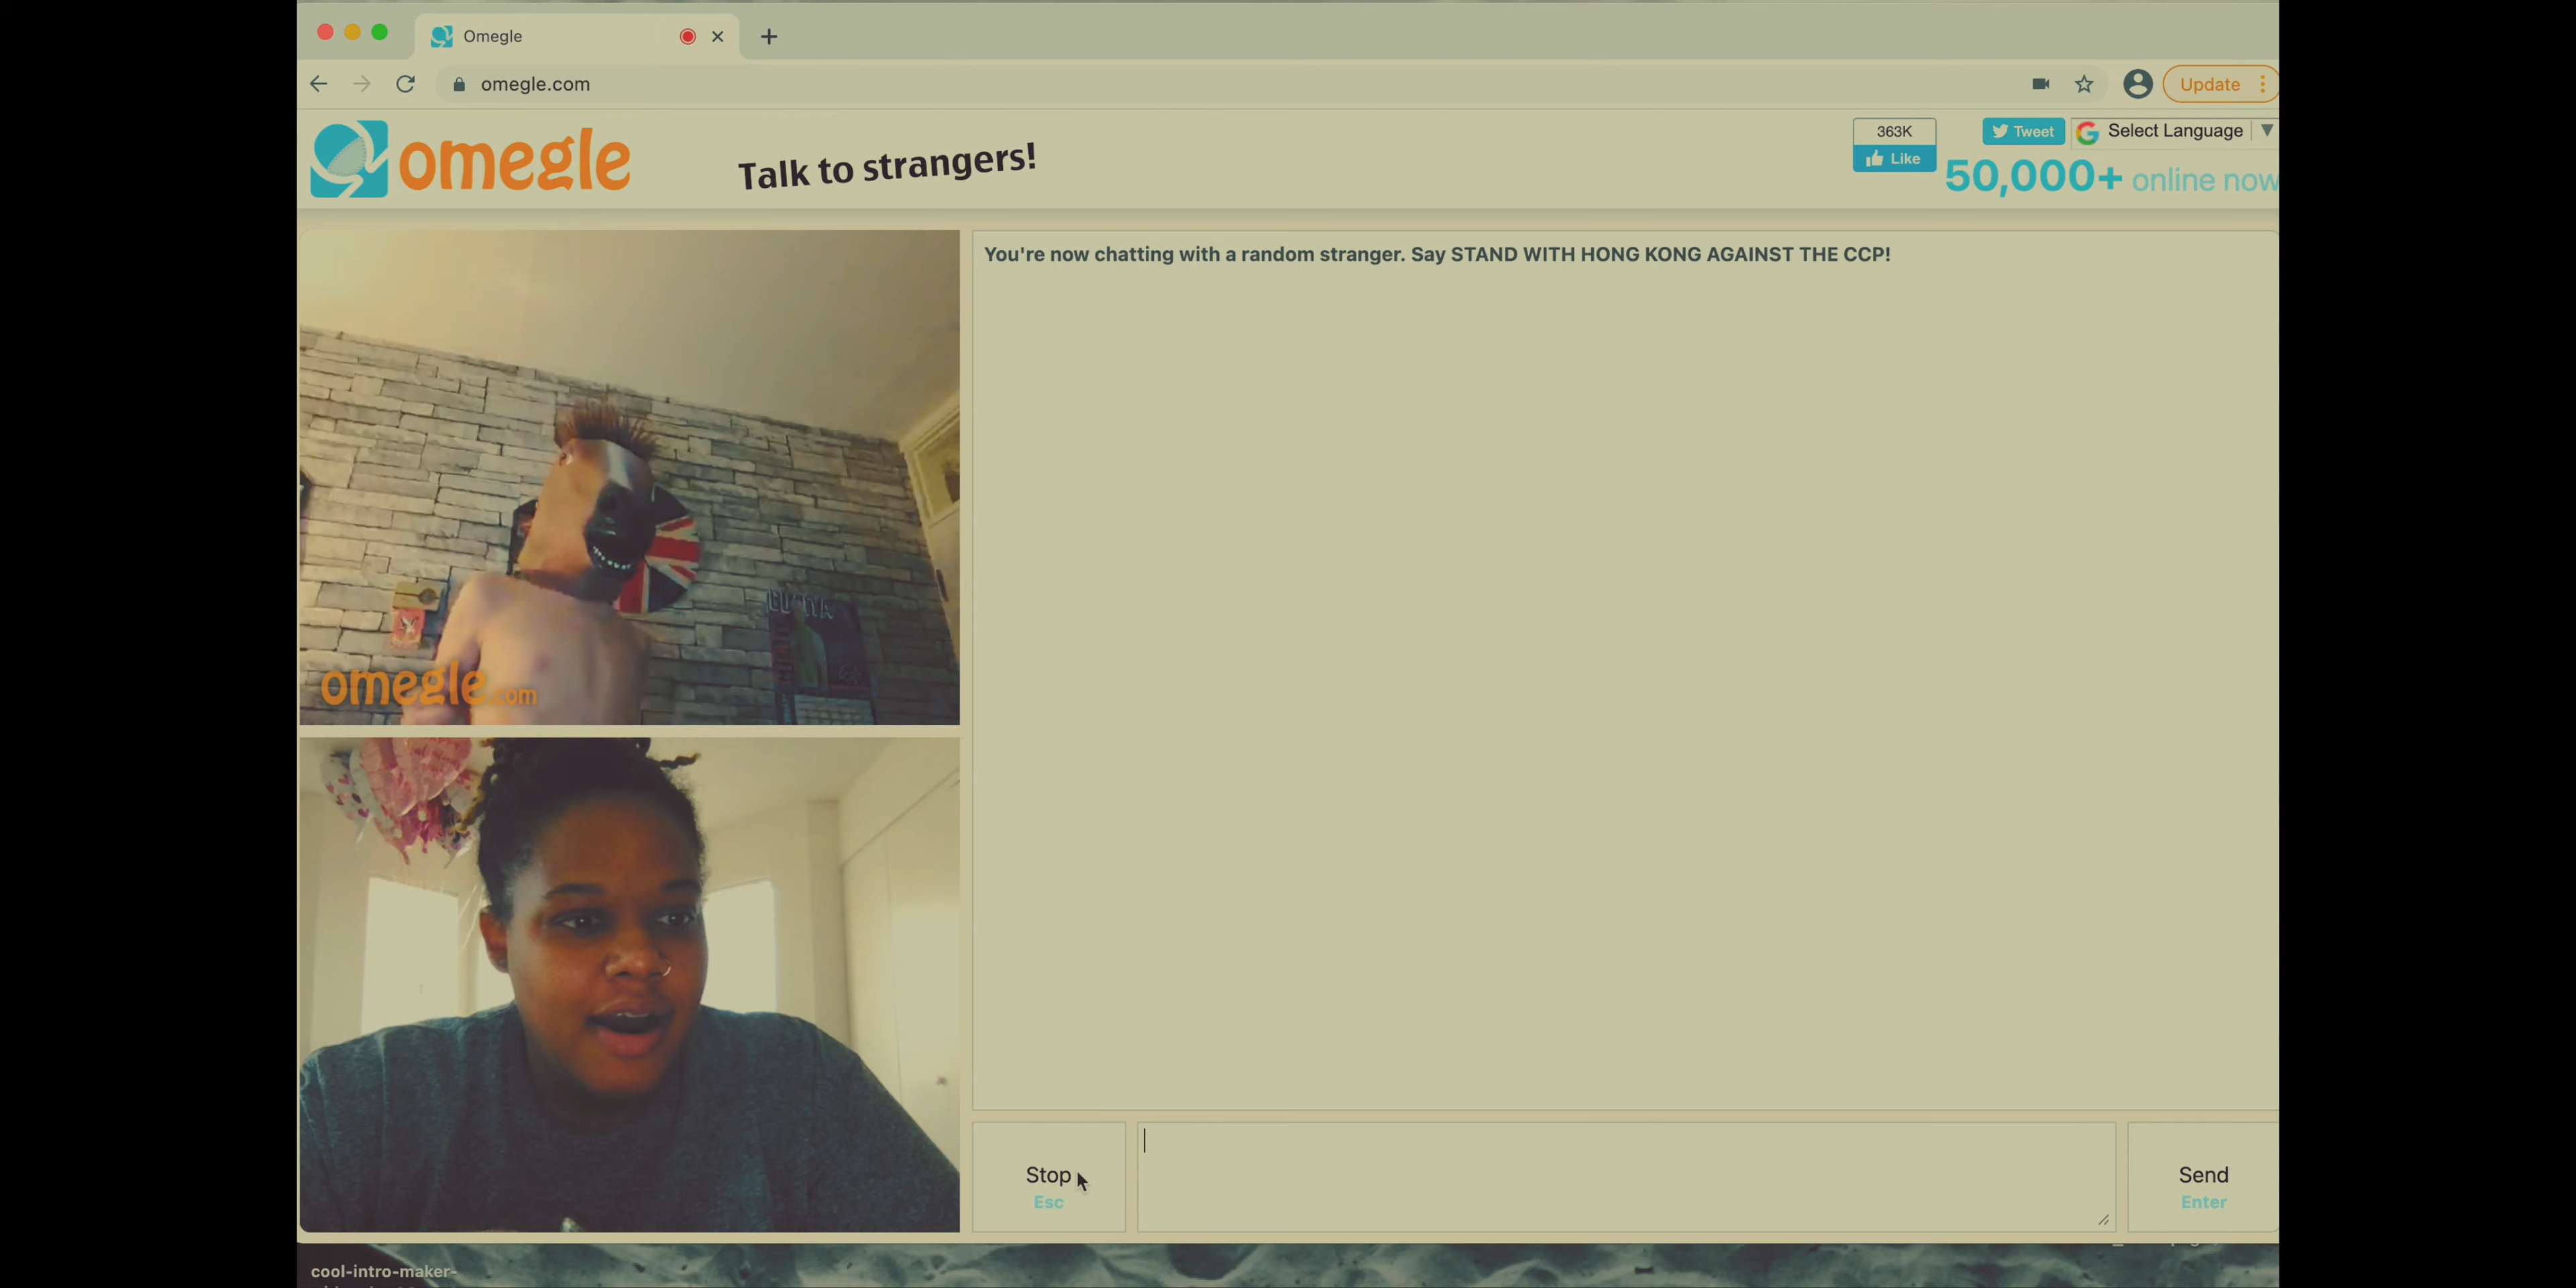 Omegle
omegle.com
Update
omegle
Talk to strangers!
363K
Like
Tweet
Select Language
50,000+ online now
You're now chatting with a random stranger. Say STAND WITH HONG KONG AGAINST THE CCP!
omegle.com
Stop
Esc
Send
Enter
cool-intro-maker-